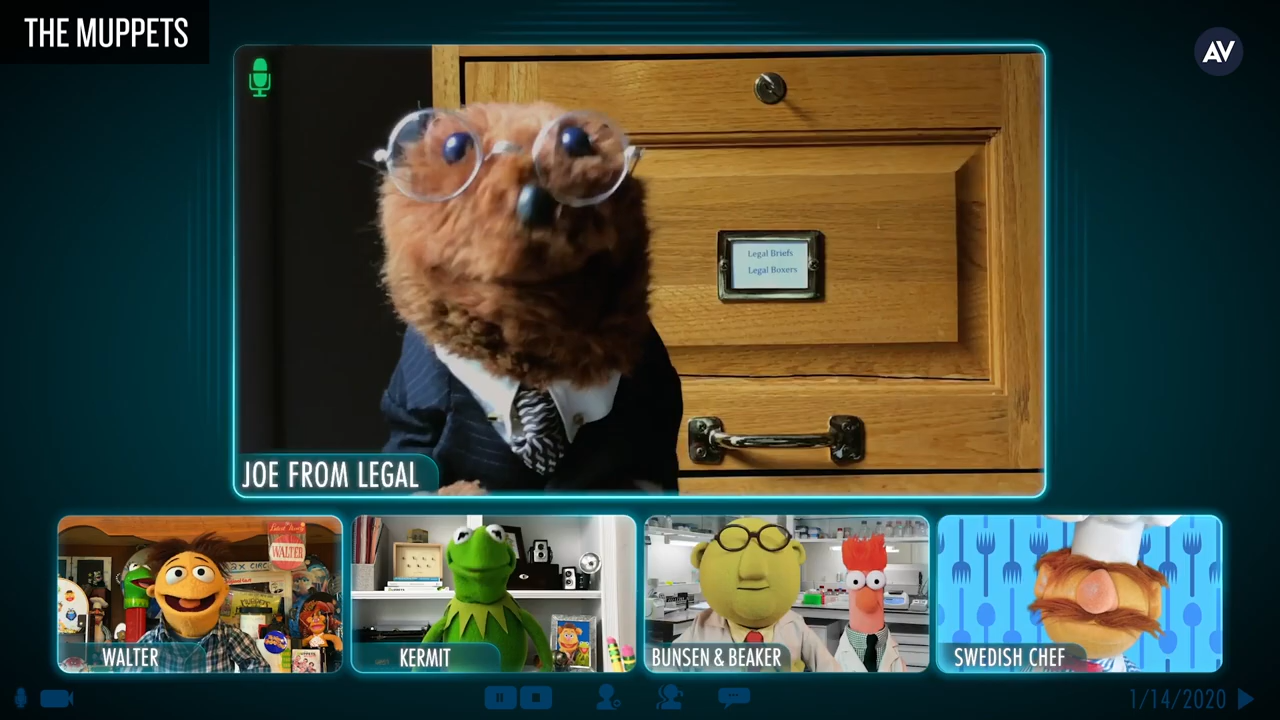 THE MUPPETS
AV
Legal Briefs
Legal Boxers
JOE FROM LEGAL
WALTER
WALTER
KERMIT
BUNSEN & BEAKER
SWEDISH CHEF
1/14/2020